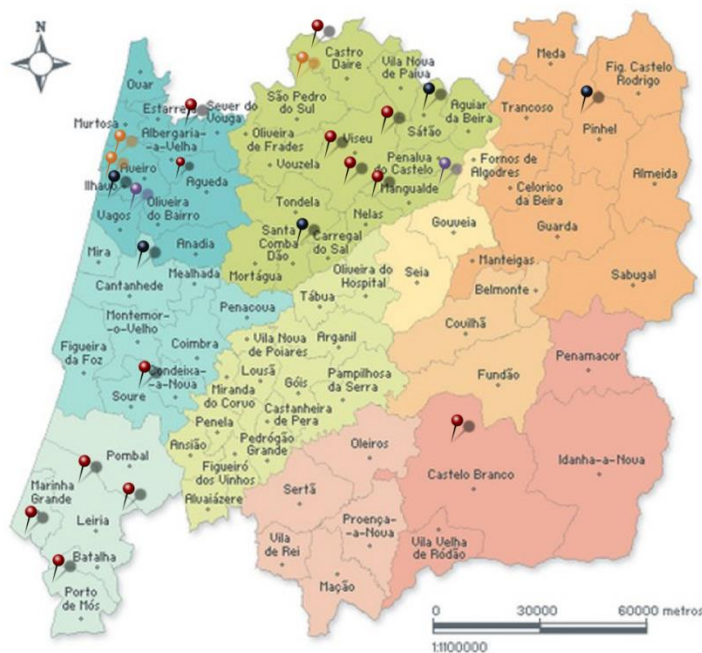 N
Castro
Daire
Vila Nova
de Paiva
Meda
Fig. Castelo
Rodrigo
Ovar
Estarre
Sever do
Vouga
São Pedro
do Sul
Aguiar
da Beira
Trancoso
Pinhel
Murtosa
Albergaria-
-a-Velha
Oliveira
de Frades
Viseu
Sátão
Vouzela
Penalva
do Castelo
Fornos de
Algodres
Almeida
Aveiro
Ilhavo
Agueda
Mangualde
Celorico
da Beira
Oliveira
do Bairro
Vagos
Tondela
Nelas
Gouveia
Guarda
Anadia
Santa
Comba
Dão
Carregal
do Sal
Mira
Mealhada
Mortágua
Oliveira do
Hospital
Seia
Manteigas
Sabugal
Cantanhede
Belmonte
Tábua
Penacova
Montemor-
-o-Velho
Covilhã
Figueira
da Foz
Coimbra
Vila Nova
de Poiares
Arganil
Penamacor
Lousã
Góis
Pampilhosa
da Serra
Fundão
Condeixa-
-a-Nova
Miranda
do Corvo
Soure
Castanheira
de Pera
Penela
Pedrógão
Grande
Ansião
Oleiros
Pombal
Figueiró
dos Vinhos
Castelo Branco
Idanha-a-Nova
Marinha
Grande
Alvaiázere
Sertã
Leiria
Proença-
-a-Nova
Vila
de Rei
Vila Velha
de Ródão
Batalha
Mação
Porto
de Mós
0 30000 60000 metros
1:1100000